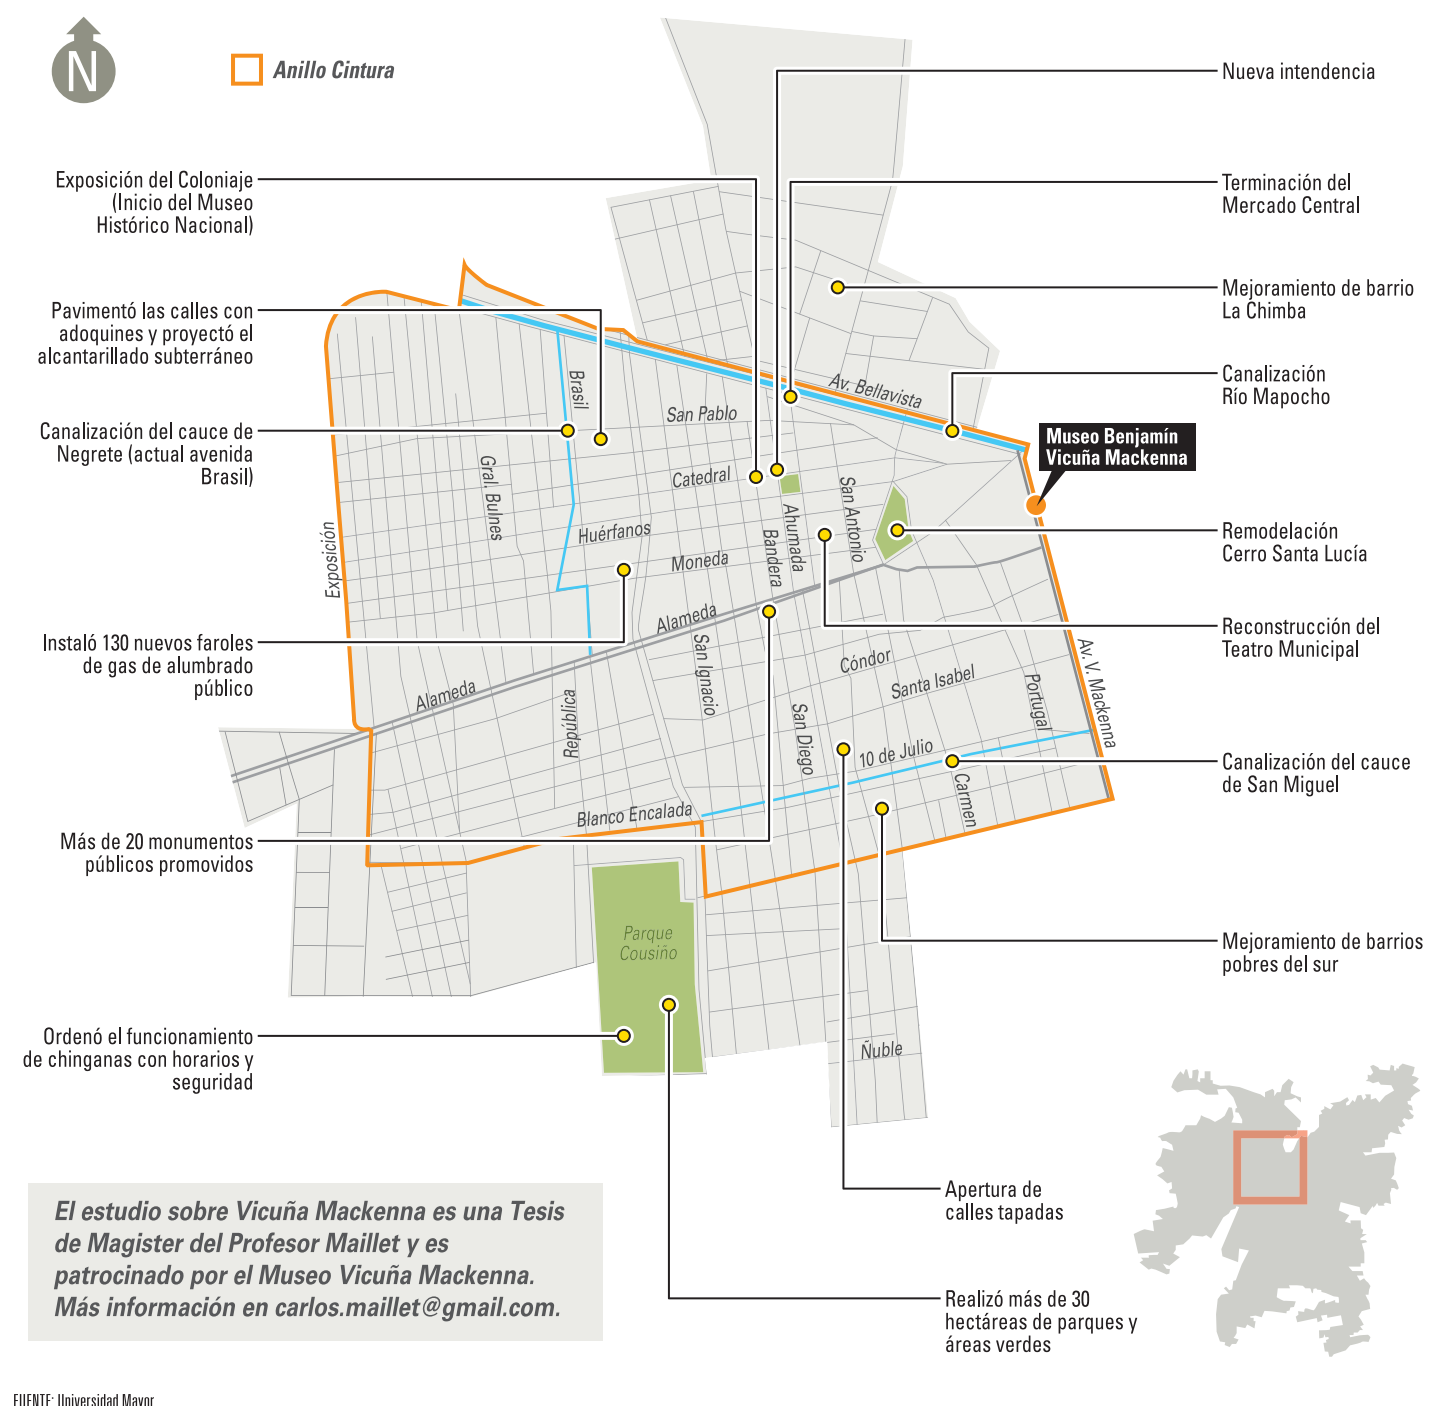 N
Anillo Cintura
Nueva intendencia
Exposición del Coloniaje
(Inicio del Museo
Histórico Nacional)
Terminación del
Mercado Central
Pavimentó las calles con
adoquines y proyectó el
alcantarillado subterráneo
Mejoramiento de barrio
La Chimba
Canalización
Río Mapocho
Canalización del cauce de
Negrete (actual avenida
Brasil)
Museo Benjamín
Vicuña Mackenna
Remodelación
Cerro Santa Lucía
Instaló 130 nuevos faroles
de gas de alumbrado
público
Reconstrucción del
Teatro Municipal
Más de 20 monumentos
públicos promovidos
Canalización del cauce
de San Miguel
Mejoramiento de barrios
pobres del sur
Ordenó el funcionamiento
de chinganas con horarios y
seguridad
Apertura de
calles tapadas
Realizó más de 30
hectáreas de parques y
áreas verdes
Av. Bellavista
Brasil
San Pablo
Catedral
Gral. Bulnes
Huérfanos
Exposición
Moneda
Bandera
Ahumada
San Antonio
Alameda
Alameda
San Ignacio
Cóndor
Santa Isabel
Portugal
Av. V. Mackenna
República
San Diego
10 de Julio
Carmen
Blanco Encalada
Parque
Cousiño
Ñuble
El estudio sobre Vicuña Mackenna es una Tesis
de Magister del Profesor Maillet y es
patrocinado por el Museo Vicuña Mackenna.
Más información en carlos.maillet@gmail.com.
FUENTE: Universidad Mayor